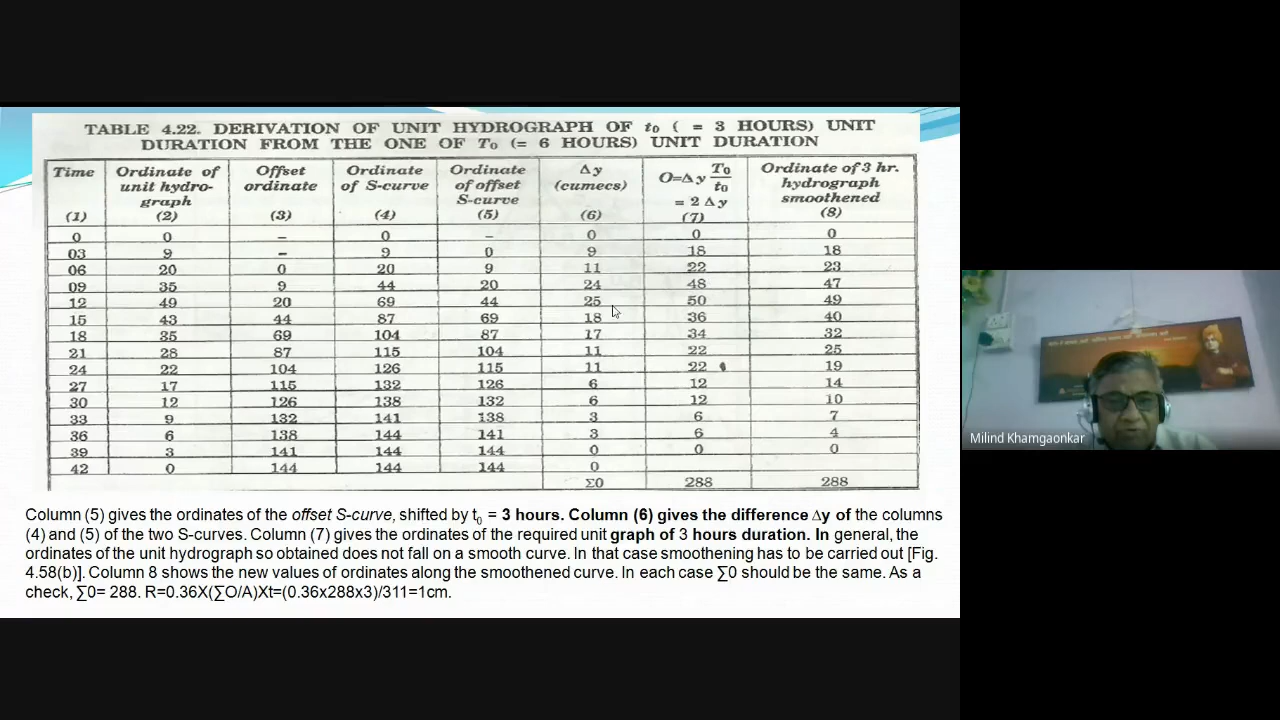 TABLE 4.22. DERIVATION OF UNIT HYDROGRAPH OF t₀ ( = 3 HOURS) UNIT
DURATION FROM THE ONE OF T₀ (= 6 HOURS) UNIT DURATION
Time (1) | Ordinate of unit hydro-graph (2) | Offset ordinate (3) | Ordinate of S-curve (4) | Ordinate of offset S-curve (5) | Δy (cumecs) (6) | O=Δy T₀/t₀ = 2 Δy (7) | Ordinate of 3 hr. hydrograph smoothened (8)
0 | 0 | – | 0 | – | 0 | 0 | 0
03 | 9 | – | 9 | 0 | 9 | 18 | 18
06 | 20 | 0 | 20 | 9 | 11 | 22 | 23
09 | 35 | 9 | 44 | 20 | 24 | 48 | 47
12 | 49 | 20 | 69 | 44 | 25 | 50 | 49
15 | 43 | 44 | 87 | 69 | 18 | 36 | 40
18 | 35 | 69 | 104 | 87 | 17 | 34 | 32
21 | 28 | 87 | 115 | 104 | 11 | 22 | 25
24 | 22 | 104 | 126 | 115 | 11 | 22 | 19
27 | 17 | 115 | 132 | 126 | 6 | 12 | 14
30 | 12 | 126 | 138 | 132 | 6 | 12 | 10
33 | 9 | 132 | 141 | 138 | 3 | 6 | 7
36 | 6 | 138 | 144 | 141 | 3 | 6 | 4
39 | 3 | 141 | 144 | 144 | 0 | 0 | 0
42 | 0 | 144 | 144 | 144 | 0
Σ0 | 288 | 288
Column (5) gives the ordinates of the offset S-curve, shifted by t₀ = 3 hours. Column (6) gives the difference ∆y of the columns
(4) and (5) of the two S-curves. Column (7) gives the ordinates of the required unit graph of 3 hours duration. In general, the
ordinates of the unit hydrograph so obtained does not fall on a smooth curve. In that case smoothening has to be carried out [Fig.
4.58(b)]. Column 8 shows the new values of ordinates along the smoothened curve. In each case ∑0 should be the same. As a
check, ∑0= 288. R=0.36X(∑O/A)Xt=(0.36x288x3)/311=1cm.
Milind Khamgaonkar